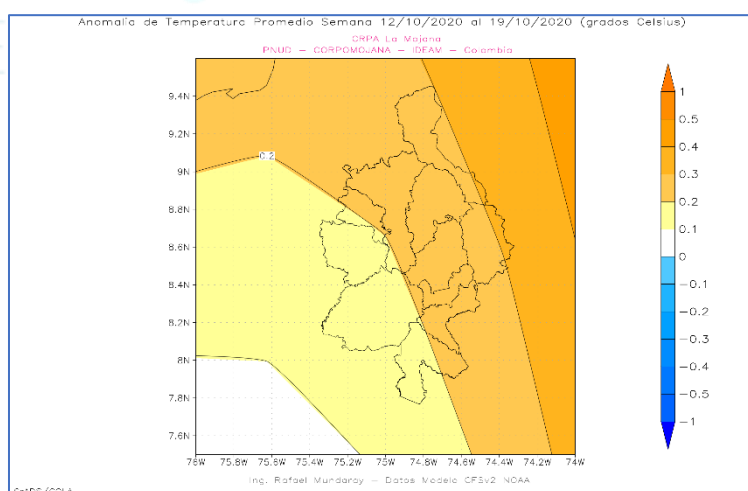 Anomalía de Temperatura Promedio Semana 12/10/2020 al 19/10/2020 (grados Celsius)
CRPA La Mojana
PNUD – CORPOMOJANA – IDEAM – Colombia
9.4N
9.2N
9N
8.8N
8.6N
8.4N
8.2N
8N
7.8N
7.6N
0.2
1
0.5
0.4
0.3
0.2
0.1
0
−0.1
−0.2
−0.3
−0.4
−0.5
−1
76W 75.8W 75.6W 75.4W 75.2W 75W 74.8W 74.6W 74.4W 74.2W 74W
Ing. Rafael Mundaray – Datos Modelo CFSv2 NOAA